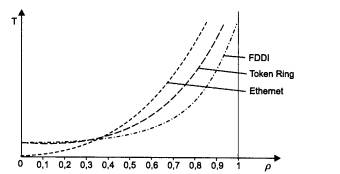 T
FDDI
Token Ring
Ethernet
0 0,1 0,2 0,3 0,4 0,5 0,6 0,7 0,8 0,9 1 ρ